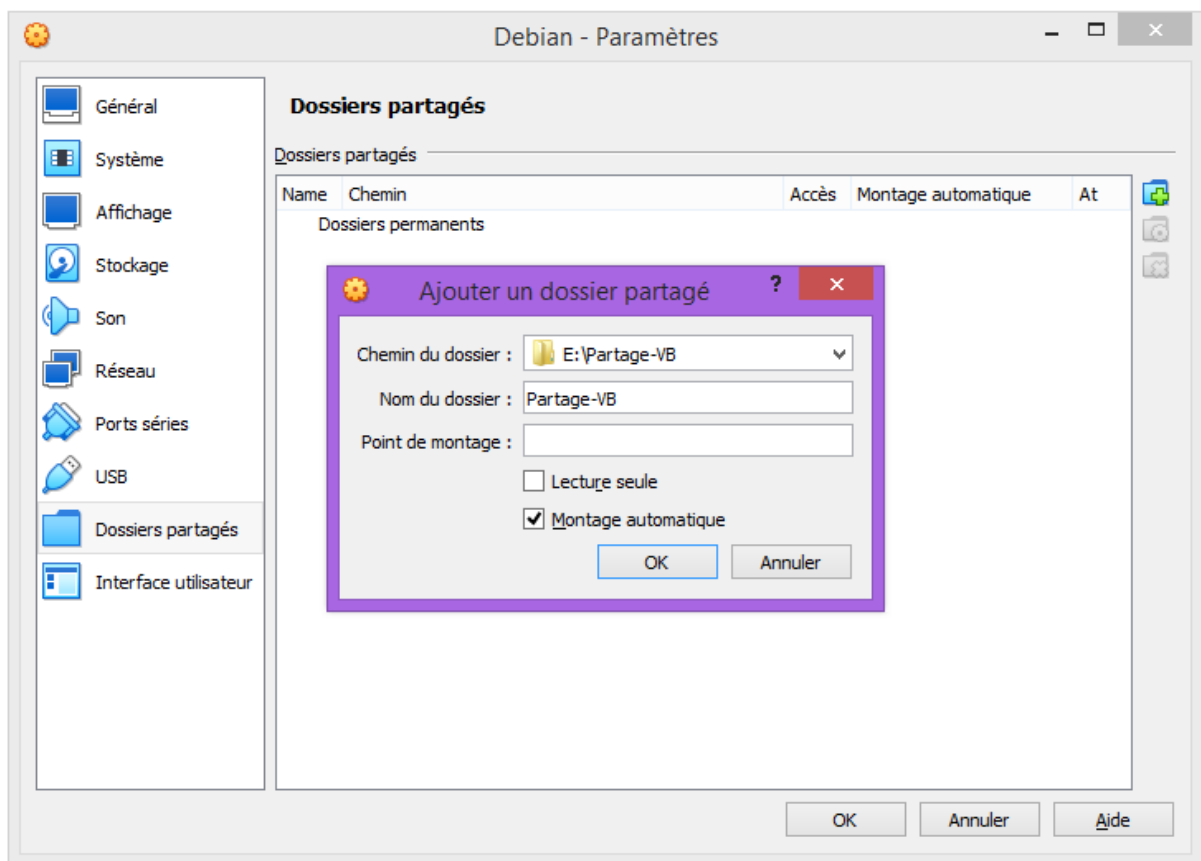 Debian - Paramètres
Général
Système
Affichage
Stockage
Son
Réseau
Ports séries
USB
Dossiers partagés
Interface utilisateur
Dossiers partagés
Dossiers partagés
Name Chemin Accès Montage automatique At
Dossiers permanents
Ajouter un dossier partagé ?
Chemin du dossier : E:\Partage-VB
Nom du dossier : Partage-VB
Point de montage :
Lecture seule
Montage automatique
OK Annuler
OK Annuler Aide